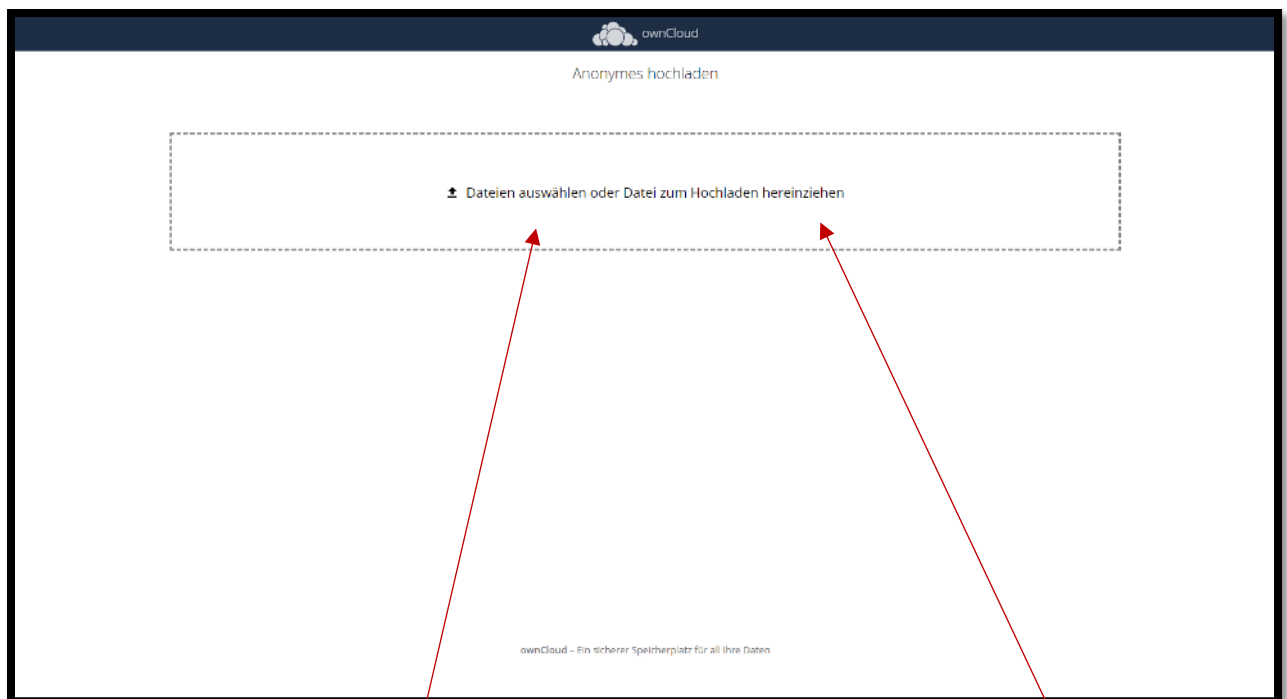 ownCloud
Anonymes hochladen
Dateien auswählen oder Datei zum Hochladen hereinziehen
ownCloud – Ein sicherer Speicherplatz für all Ihre Daten